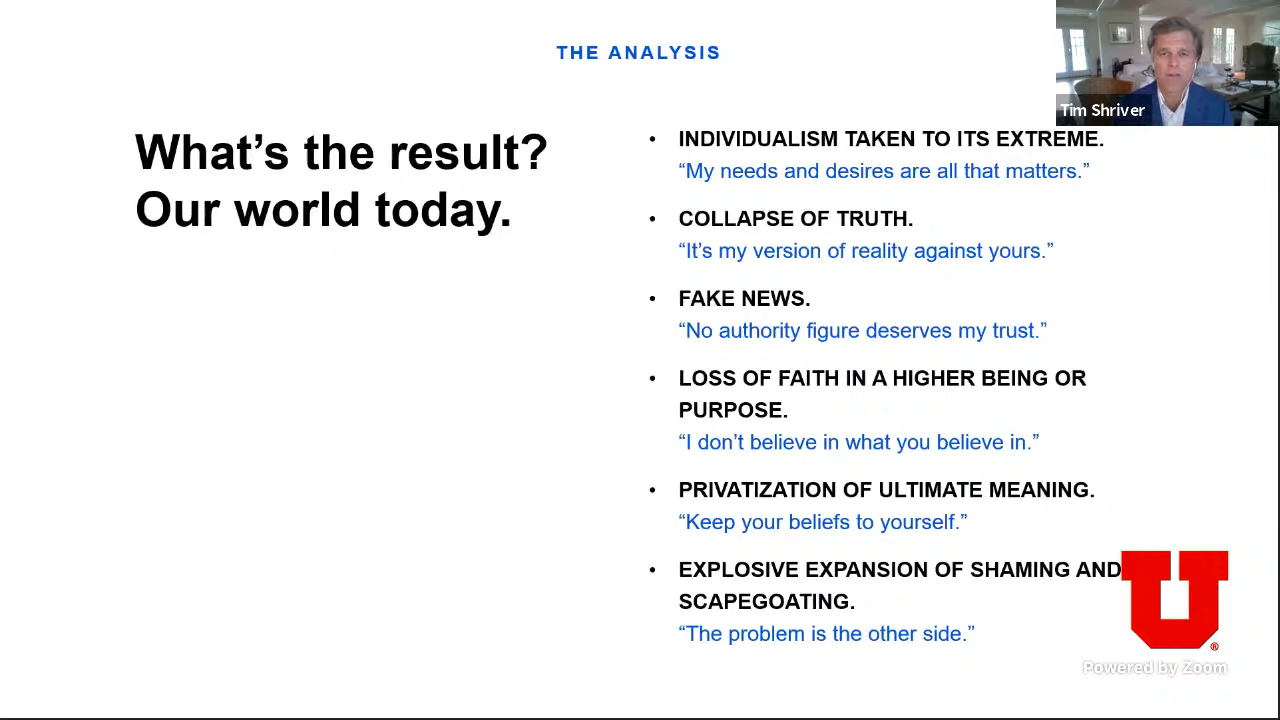 THE ANALYSIS
Tim Shriver
What’s the result?
Our world today.
• INDIVIDUALISM TAKEN TO ITS EXTREME.
“My needs and desires are all that matters.”
• COLLAPSE OF TRUTH.
“It’s my version of reality against yours.”
• FAKE NEWS.
“No authority figure deserves my trust.”
• LOSS OF FAITH IN A HIGHER BEING OR
PURPOSE.
“I don’t believe in what you believe in.”
• PRIVATIZATION OF ULTIMATE MEANING.
“Keep your beliefs to yourself.”
• EXPLOSIVE EXPANSION OF SHAMING AND
SCAPEGOATING.
“The problem is the other side.”
U
®
Powered by Zoom